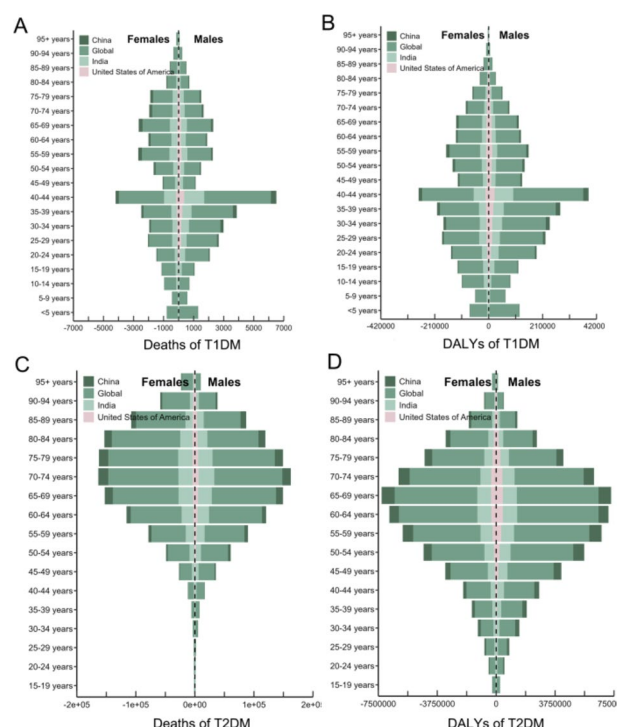 A
Females Males
China
Global
India
United States of America
95+ years
90-94 years
85-89 years
80-84 years
75-79 years
70-74 years
65-69 years
60-64 years
55-59 years
50-54 years
45-49 years
40-44 years
35-39 years
30-34 years
25-29 years
20-24 years
15-19 years
10-14 years
5-9 years
<5 years
-7000 -5000 -3000 -1000 1000 3000 5000 7000
Deaths of T1DM
B
Females Males
China
Global
India
United States of America
95+ years
90-94 years
85-89 years
80-84 years
75-79 years
70-74 years
65-69 years
60-64 years
55-59 years
50-54 years
45-49 years
40-44 years
35-39 years
30-34 years
25-29 years
20-24 years
15-19 years
10-14 years
5-9 years
<5 years
-420000 -210000 0 210000 42000
DALYs of T1DM
C
Females Males
China
Global
India
United States of America
95+ years
90-94 years
85-89 years
80-84 years
75-79 years
70-74 years
65-69 years
60-64 years
55-59 years
50-54 years
45-49 years
40-44 years
35-39 years
30-34 years
25-29 years
20-24 years
15-19 years
-2e+05 -1e+05 0e+00 1e+05 2e+0
Deaths of T2DM
D
Females Males
China
Global
India
United States of America
95+ years
90-94 years
85-89 years
80-84 years
75-79 years
70-74 years
65-69 years
60-64 years
55-59 years
50-54 years
45-49 years
40-44 years
35-39 years
30-34 years
25-29 years
20-24 years
15-19 years
-7500000 -3750000 0 3750000 7500
DALYs of T2DM